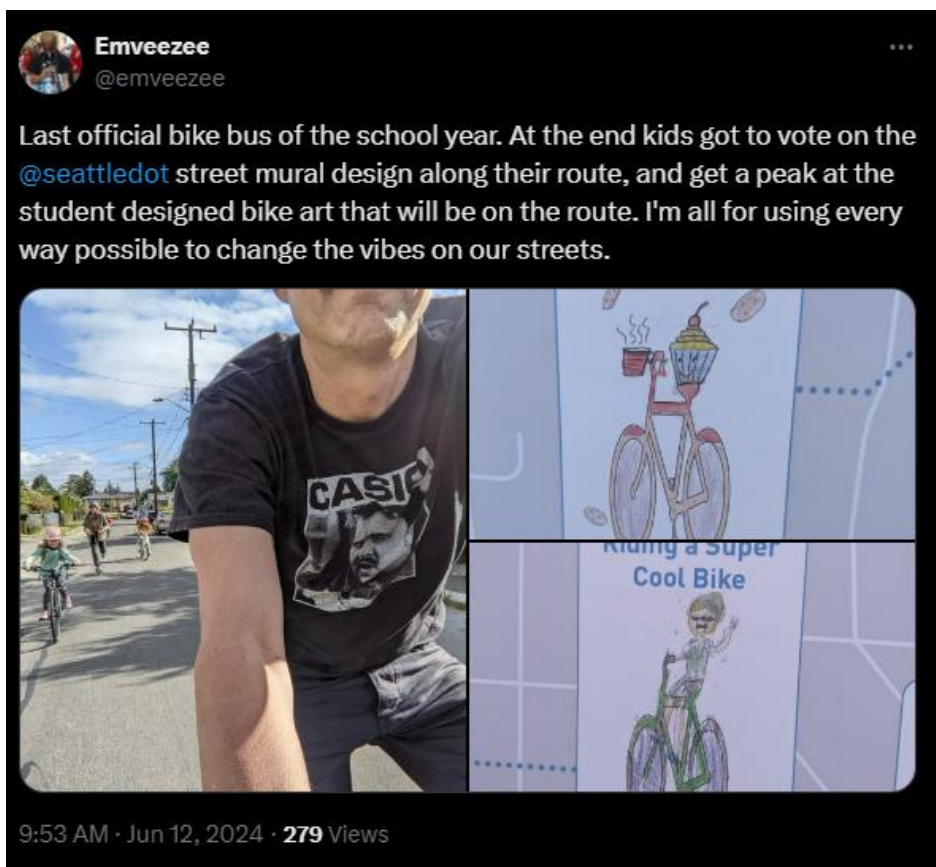 Emveezee
@emveezee
Last official bike bus of the school year. At the end kids got to vote on the
@seattledot street mural design along their route, and get a peak at the
student designed bike art that will be on the route. I'm all for using every
way possible to change the vibes on our streets.
CASIO
Riding a Super
Cool Bike
9:53 AM · Jun 12, 2024 · 279 Views